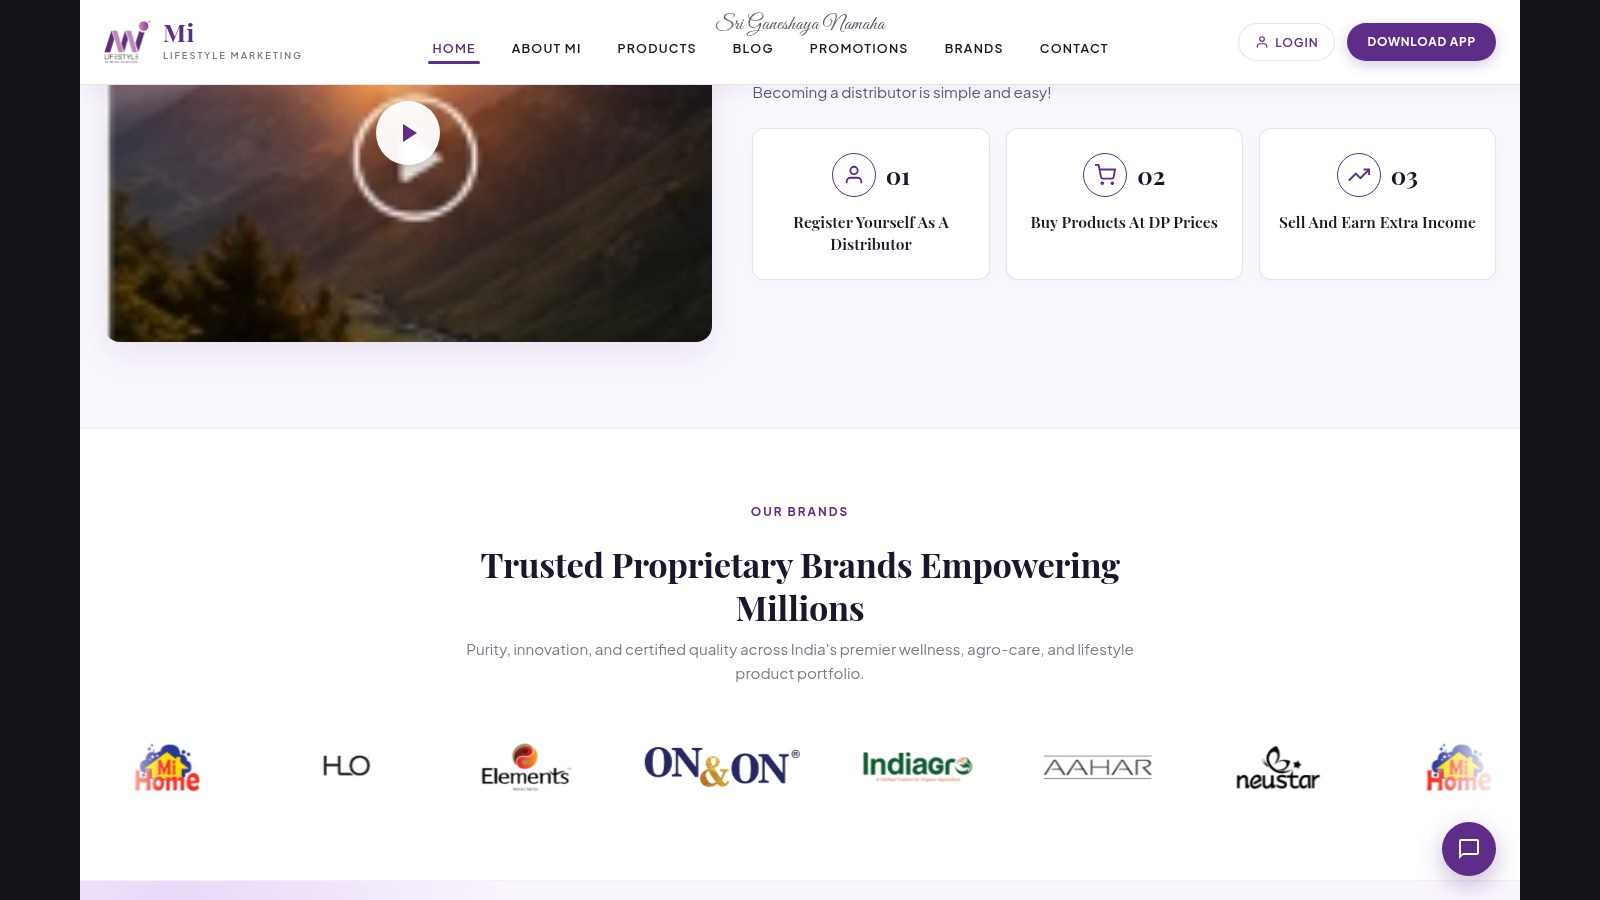 Sri Ganeshaya Namaha
Mi
LIFESTYLE MARKETING
LIFESTYLE
HOME
ABOUT MI
PRODUCTS
BLOG
PROMOTIONS
BRANDS
CONTACT
LOGIN
DOWNLOAD APP
Becoming a distributor is simple and easy!
01
Register Yourself As A
Distributor
02
Buy Products At DP Prices
03
Sell And Earn Extra Income
OUR BRANDS
Trusted Proprietary Brands Empowering
Millions
Purity, innovation, and certified quality across India's premier wellness, agro-care, and lifestyle
product portfolio.
Mi
Home
HLO
Elements
ON&ON®
Indiagro
AAHAR
neustar
Mi
Home